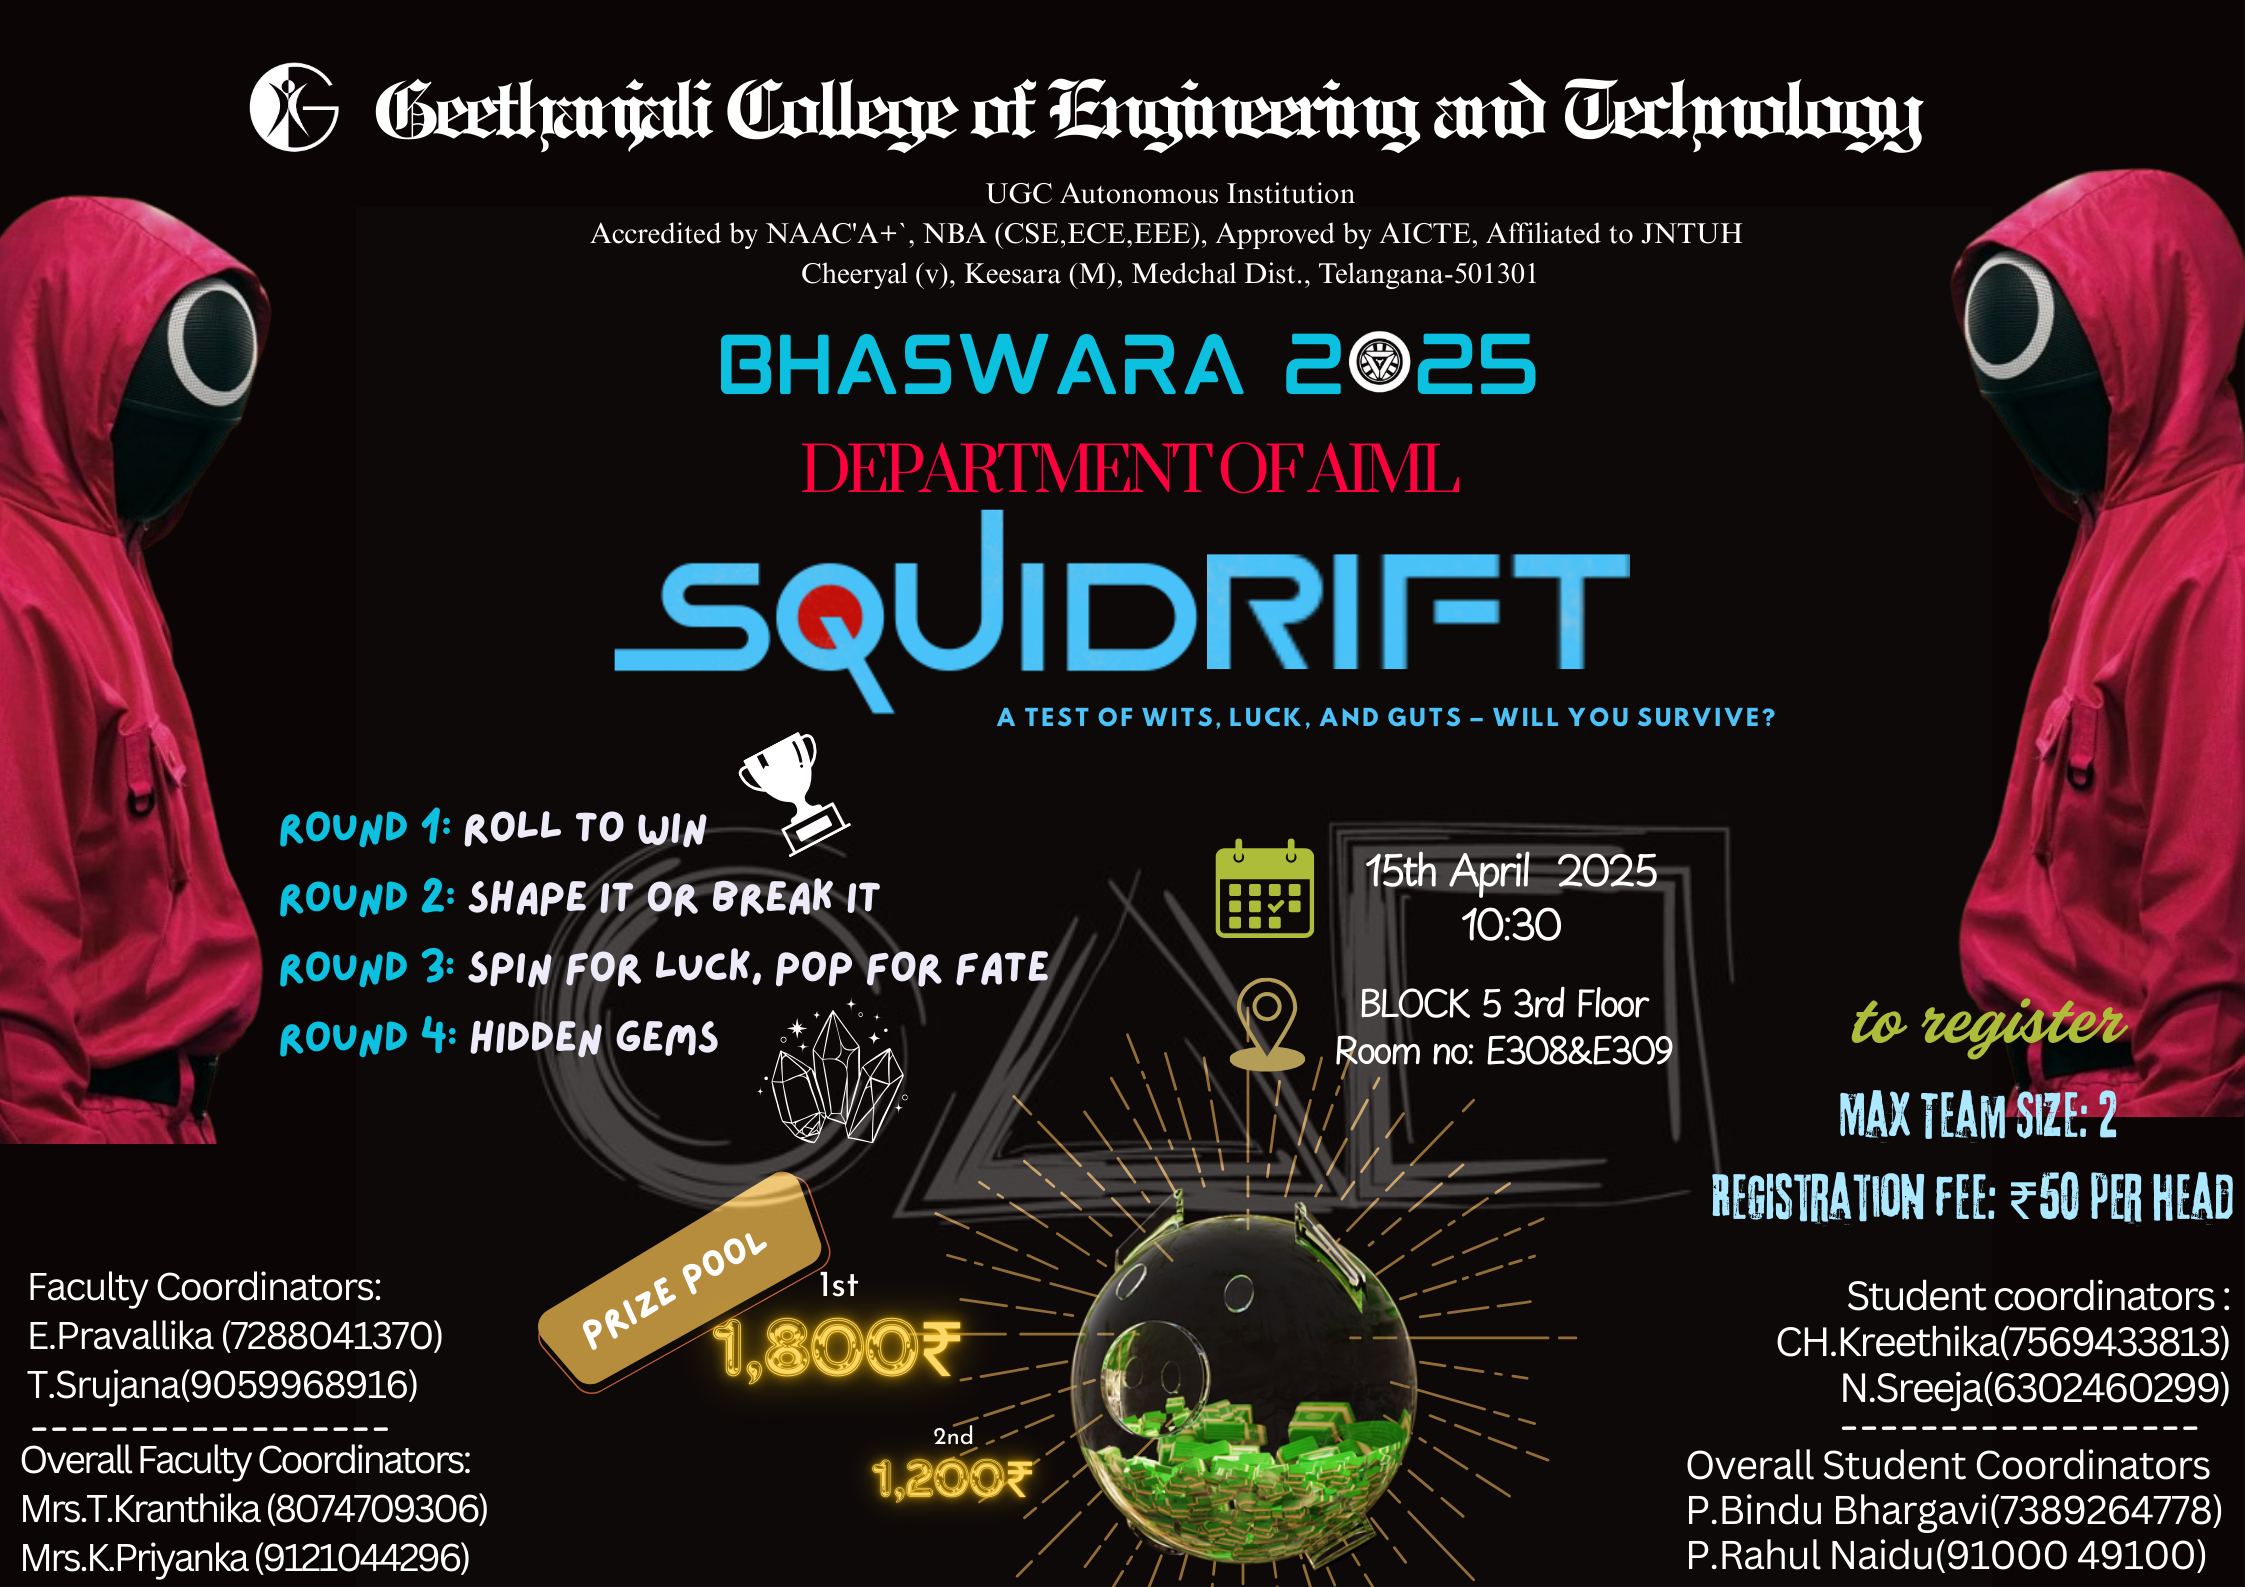 Geethanjali College of Engineering and Technology
UGC Autonomous Institution
Accredited by NAAC'A+`, NBA (CSE,ECE,EEE), Approved by AICTE, Affiliated to JNTUH
Cheeryal (v), Keesara (M), Medchal Dist., Telangana-501301
BHASWARA 2025
DEPARTMENT OF AIML
SQUIDRIFT
A TEST OF WITS, LUCK, AND GUTS – WILL YOU SURVIVE?
ROUND 1: ROLL TO WIN
ROUND 2: SHAPE IT OR BREAK IT
ROUND 3: SPIN FOR LUCK, POP FOR FATE
ROUND 4: HIDDEN GEMS
15th April 2025
10:30
BLOCK 5 3rd Floor
Room no: E308&E309
to register
MAX TEAM SIZE: 2
REGISTRATION FEE: ₹50 PER HEAD
PRIZE POOL
1st
1,800₹
2nd
1,200₹
Faculty Coordinators:
E.Pravallika (7288041370)
T.Srujana(9059968916)
------------------
Overall Faculty Coordinators:
Mrs.T.Kranthika (8074709306)
Mrs.K.Priyanka (9121044296)
Student coordinators :
CH.Kreethika(7569433813)
N.Sreeja(6302460299)
------------------
Overall Student Coordinators
P.Bindu Bhargavi(7389264778)
P.Rahul Naidu(91000 49100)